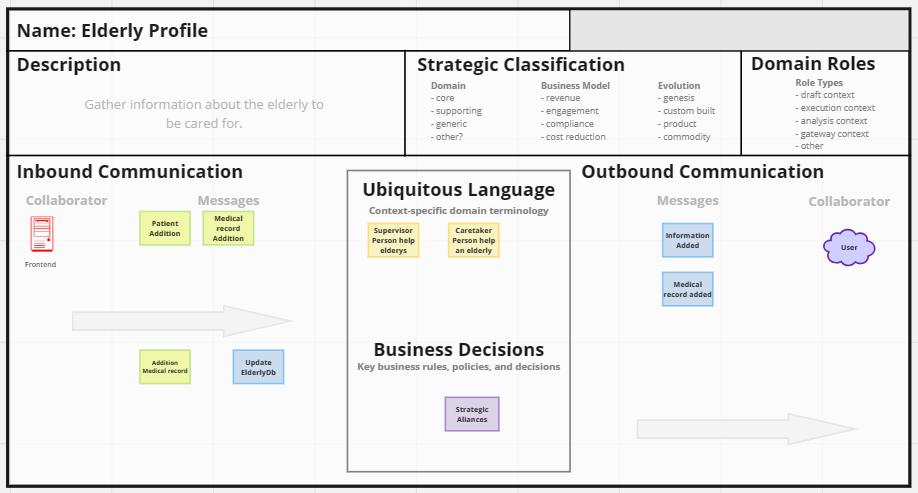 Name: Elderly Profile
Description
Gather information about the elderly to
be cared for.
Strategic Classification
Domain
- core
- supporting
- generic
- other?
Business Model
- revenue
- engagement
- compliance
- cost reduction
Evolution
- genesis
- custom built
- product
- commodity
Domain Roles
Role Types
- draft context
- execution context
- analysis context
- gateway context
- other
Inbound Communication
Collaborator
Messages
Frontend
Patient
Addition
Medical
record
Addition
Addition
Medical record
Update
ElderlyDb
Ubiquitous Language
Context-specific domain terminology
Supervisor
Person help
elderys
Caretaker
Person help
an elderly
Business Decisions
Key business rules, policies, and decisions
Strategic
Aliances
Outbound Communication
Messages
Collaborator
Information
Added
Medical
record added
User